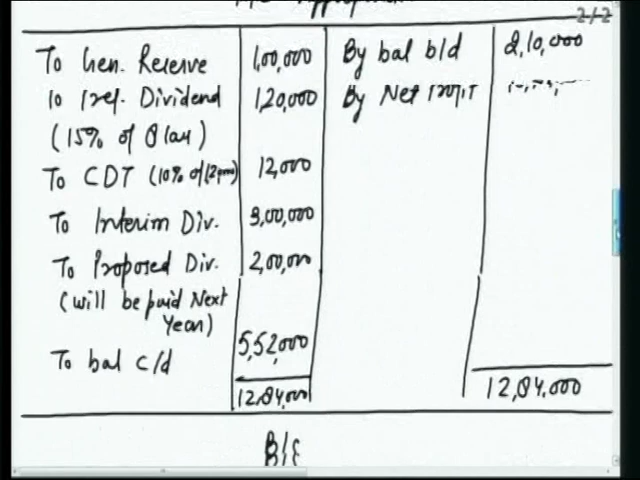 2/2
To Gen. Reserve 1,00,000 By bal b/d 2,10,000
To Pref. Dividend 1,20,000 By Net Profit
(15% of 8 lac)
To CDT (10% of 12 000) 12,000
To Interim Div. 3,00,000
To Proposed Div. 2,00,000
(will be paid Next
Year)
To bal c/d 5,52,000
12,84,000 12,84,000
B/S